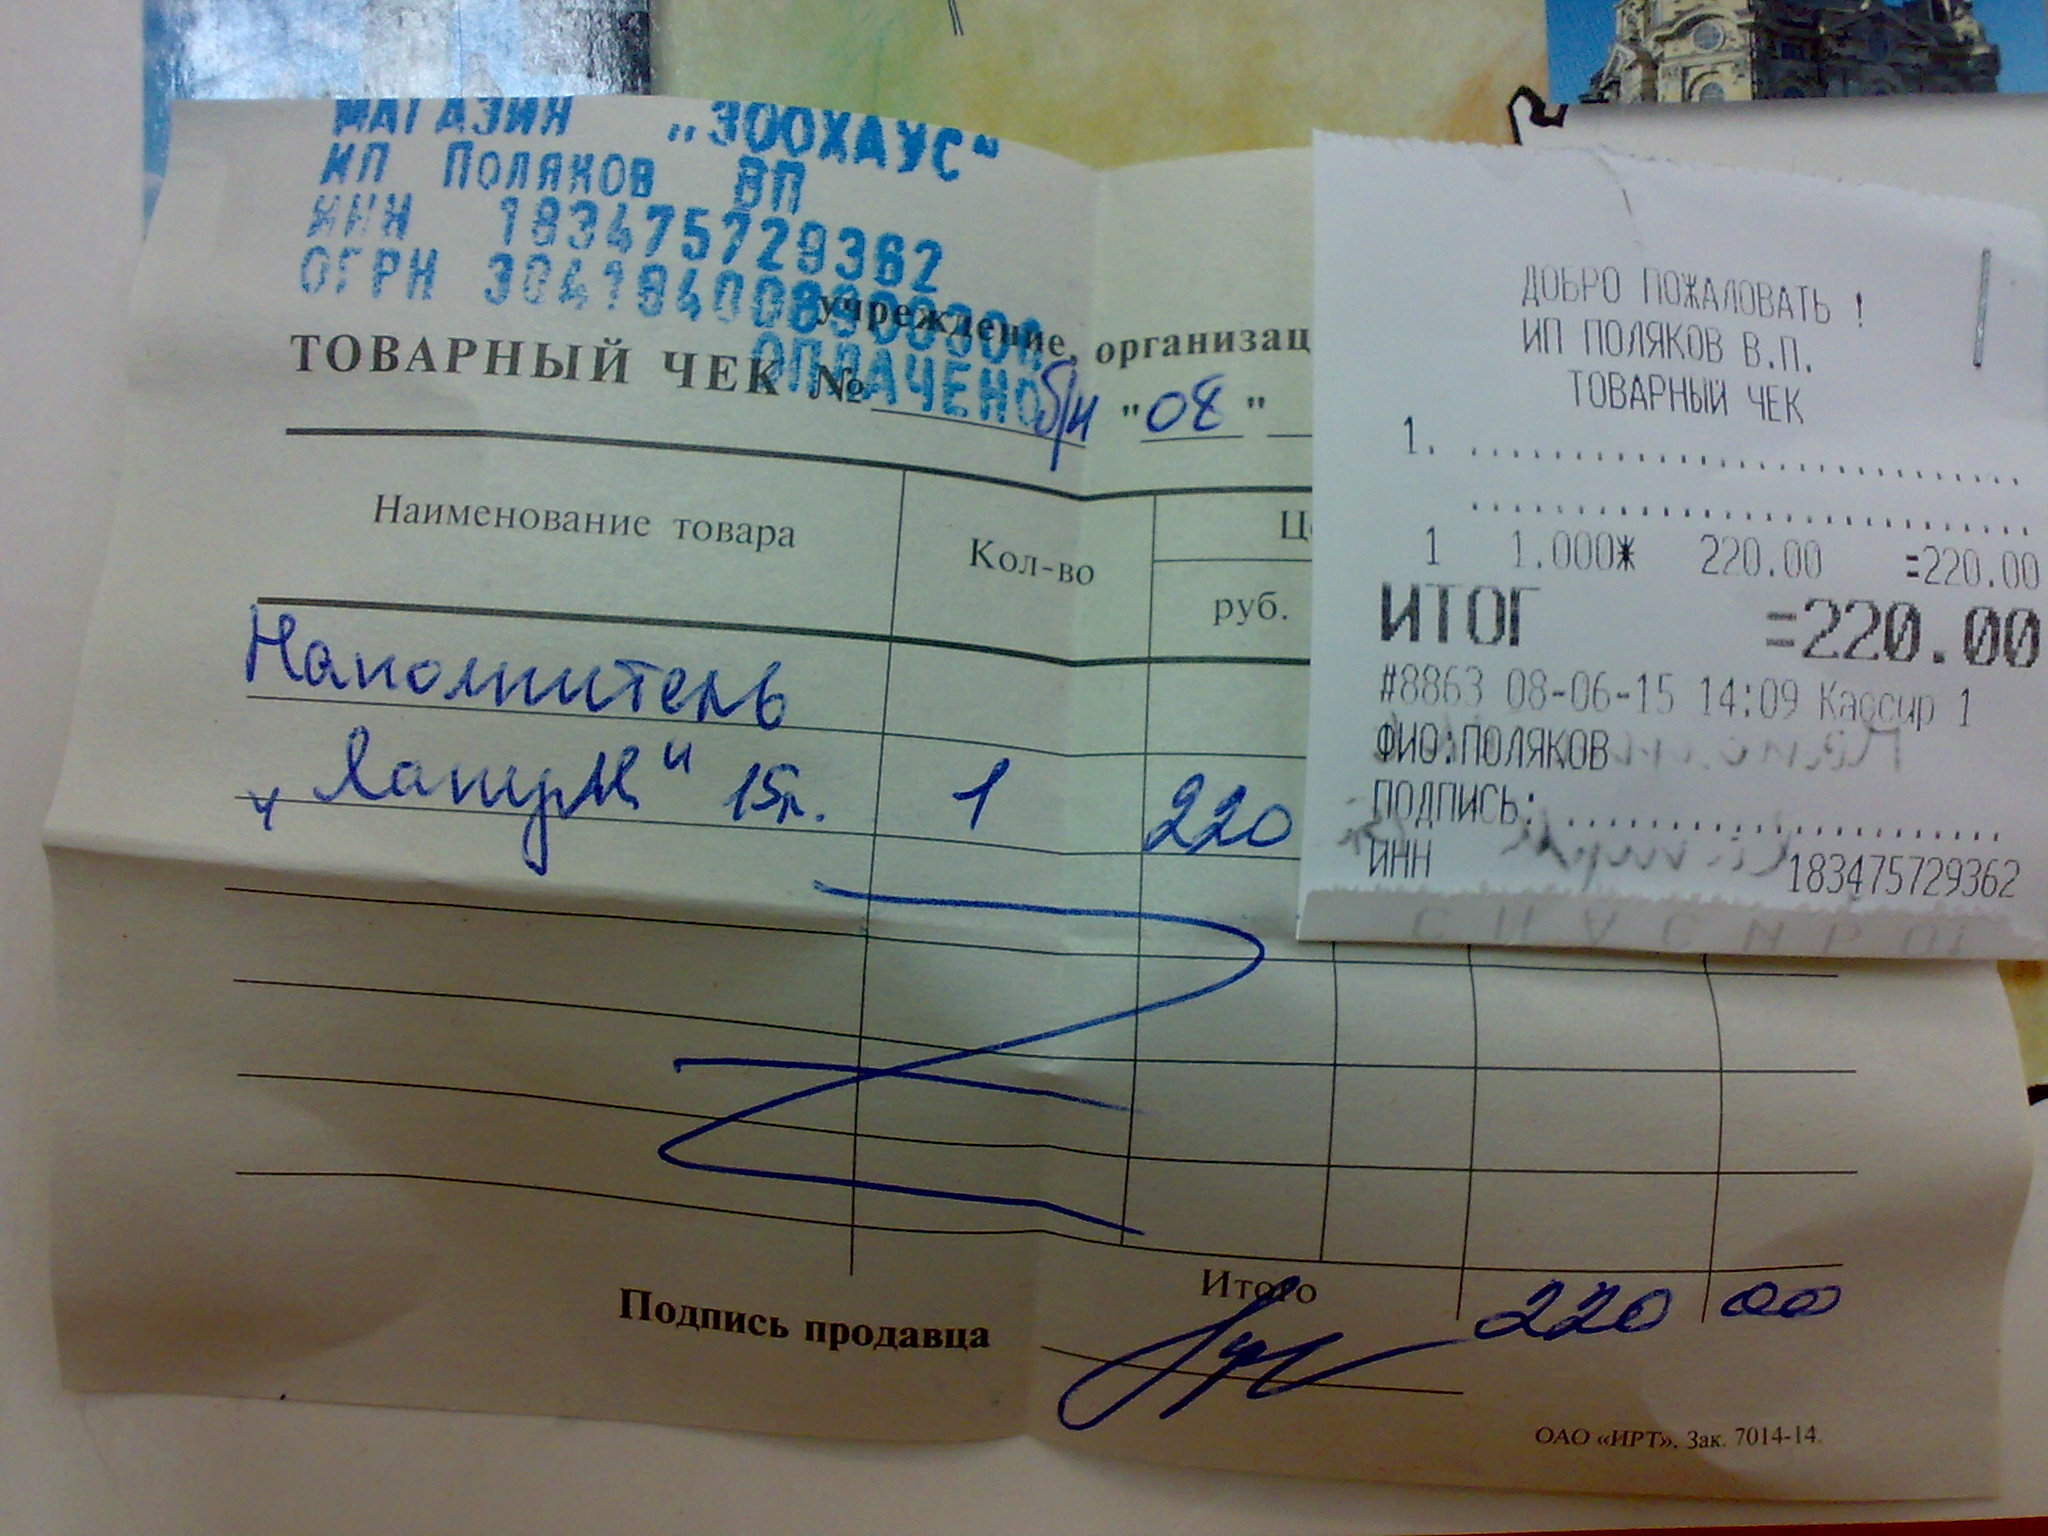 МАГАЗИН „ЗООХАУС“
ИП Поляков ВП
ИНН 183475729362
ОГРН
учреждение, организац
ОПЛАЧЕНО
ТОВАРНЫЙ ЧЕК № б/н "08"
Наименование товара Кол-во Ц
руб.
Наполнитель
15л. 1 220
Итого 220 00
Подпись продавца
ОАО «ИРТ». Зак. 7014-14.
ДОБРО ПОЖАЛОВАТЬ !
ИП ПОЛЯКОВ В.П.
ТОВАРНЫЙ ЧЕК
1. ..............................
..............................
1 1.000* 220.00 =220.00
ИТОГ =220.00
#8863 08-06-15 14:09 Кассир 1
ФИО:ПОЛЯКОВ
ПОДПИСЬ: ........................
ИНН 183475729362